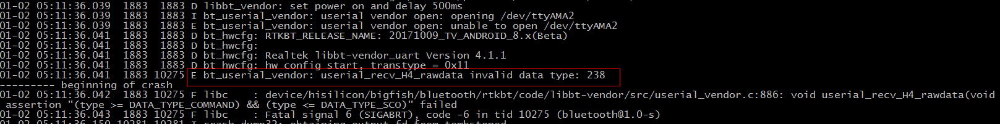 01-02 05:11:36.039  1883  1883 D libbt_vendor: set power on and delay 500ms
01-02 05:11:36.039  1883  1883 I bt_userial_vendor: userial vendor open: opening /dev/ttyAMA2
01-02 05:11:36.039  1883  1883 E bt_userial_vendor: userial vendor open: unable to open /dev/ttyAMA2
01-02 05:11:36.041  1883  1883 D bt_hwcfg: RTKBT_RELEASE_NAME: 20171009_TV_ANDROID_8.x(Beta)
01-02 05:11:36.041  1883  1883 D bt_hwcfg:
01-02 05:11:36.041  1883  1883 D bt_hwcfg: Realtek libbt-vendor_uart Version 4.1.1
01-02 05:11:36.041  1883  1883 D bt_hwcfg: hw_config_start, transtype = 0x11
01-02 05:11:36.041  1883 10275 E bt_userial_vendor: userial_recv_H4_rawdata invalid data type: 238
--------- beginning of crash
01-02 05:11:36.042  1883 10275 F libc    : device/hisilicon/bigfish/bluetooth/rtkbt/code/libbt-vendor/src/userial_vendor.c:886: void userial_recv_H4_rawdata(void
assertion "(type >= DATA_TYPE_COMMAND) && (type <= DATA_TYPE_SCO)" failed
01-02 05:11:36.043  1883 10275 F libc    : Fatal signal 6 (SIGABRT), code -6 in tid 10275 (bluetooth@1.0-s)
01-02 05:11:36.150 10281 10281 I crash_dump32: obtaining output fd from tombstoned